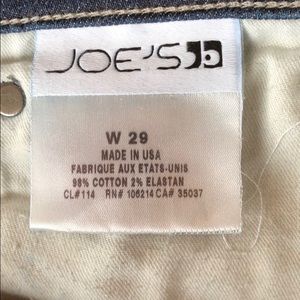 JOE'S
W 29
MADE IN USA
FABRIQUE AUX ETATS-UNIS
98% COTTON 2% ELASTAN
CL#114 RN# 106214 CA# 35037